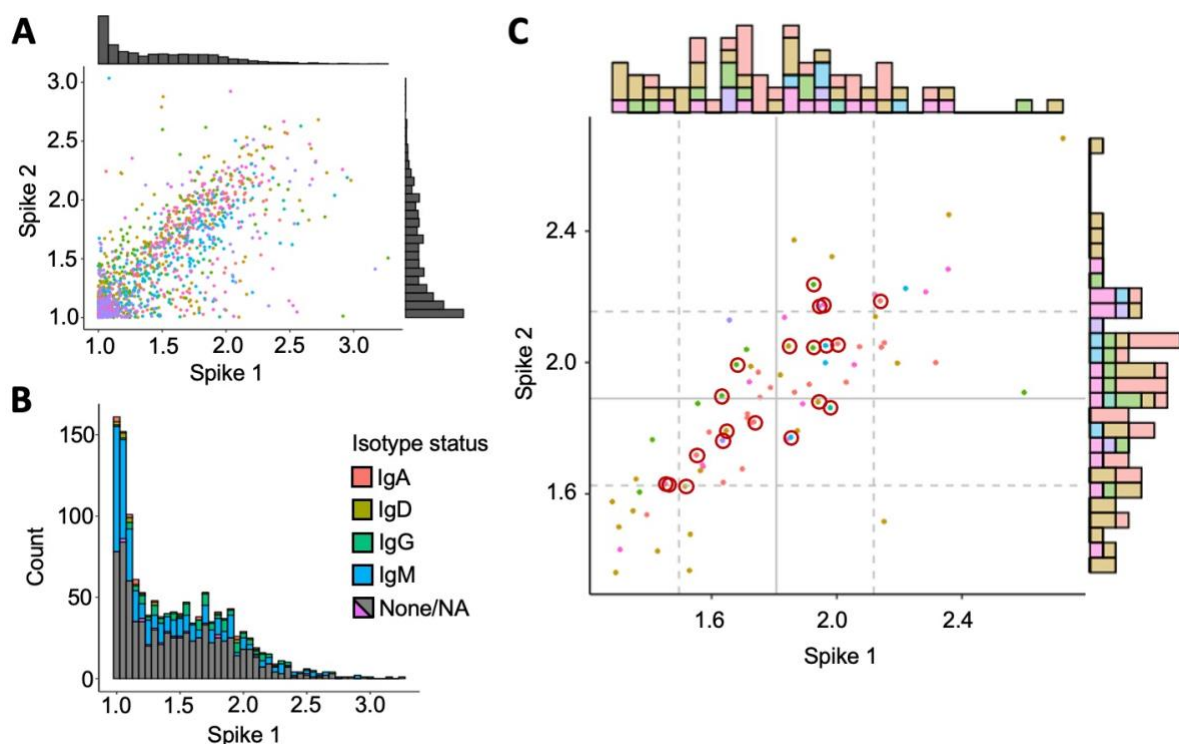 A
3.0
2.5
2.0
1.5
1.0
Spike 2
1.0 1.5 2.0 2.5 3.0
Spike 1
B
150
100
50
0
Count
1.0 1.5 2.0 2.5 3.0
Spike 1
Isotype status
IgA
IgD
IgG
IgM
None/NA
C
2.4
2.0
1.6
Spike 2
1.6 2.0 2.4
Spike 1